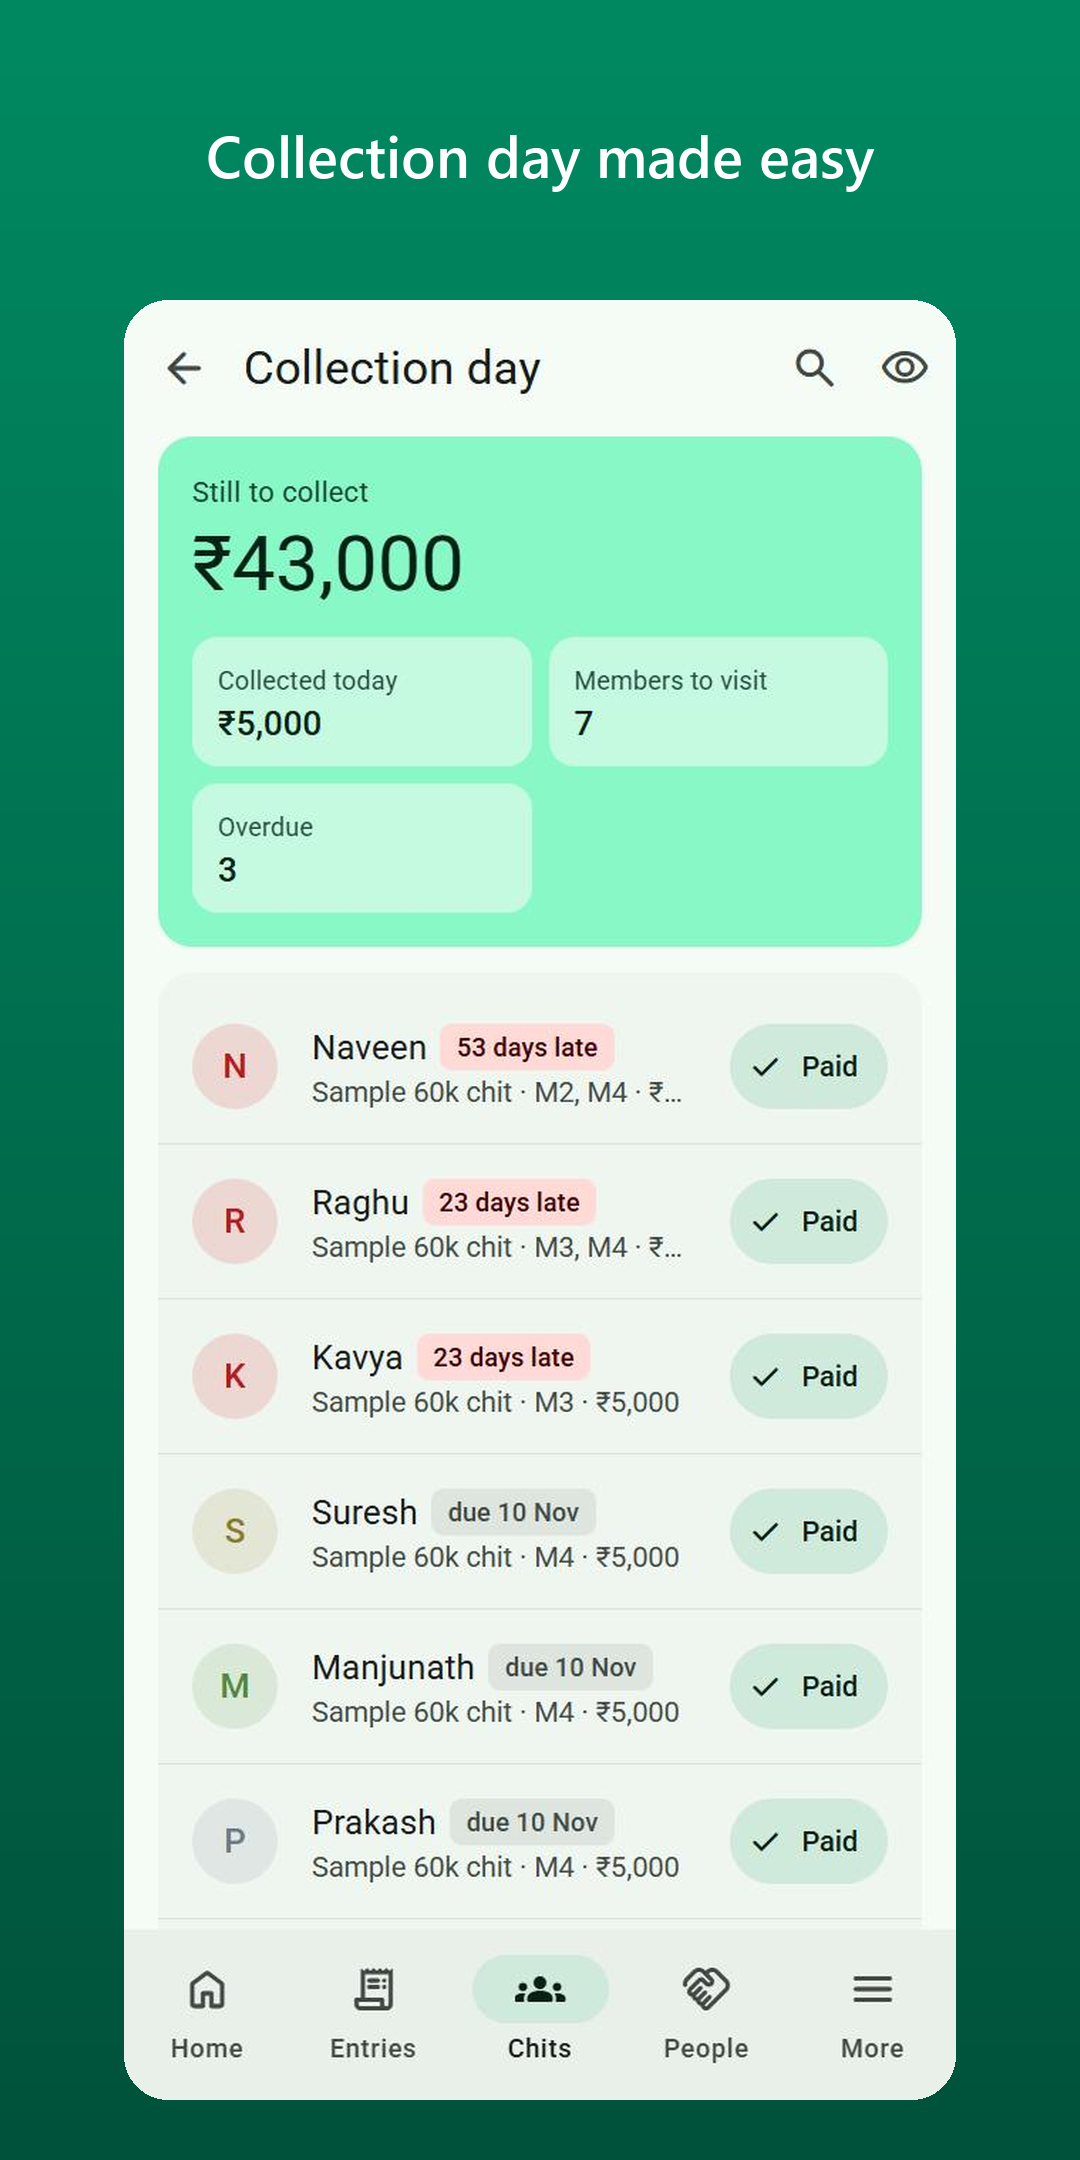 Collection day made easy
Collection day
Still to collect
₹43,000
Collected today
₹5,000
Members to visit
7
Overdue
3
N
Naveen
53 days late
Sample 60k chit · M2, M4 · ₹...
Paid
R
Raghu
23 days late
Sample 60k chit · M3, M4 · ₹...
Paid
K
Kavya
23 days late
Sample 60k chit · M3 · ₹5,000
Paid
S
Suresh
due 10 Nov
Sample 60k chit · M4 · ₹5,000
Paid
M
Manjunath
due 10 Nov
Sample 60k chit · M4 · ₹5,000
Paid
P
Prakash
due 10 Nov
Sample 60k chit · M4 · ₹5,000
Paid
Home
Entries
Chits
People
More